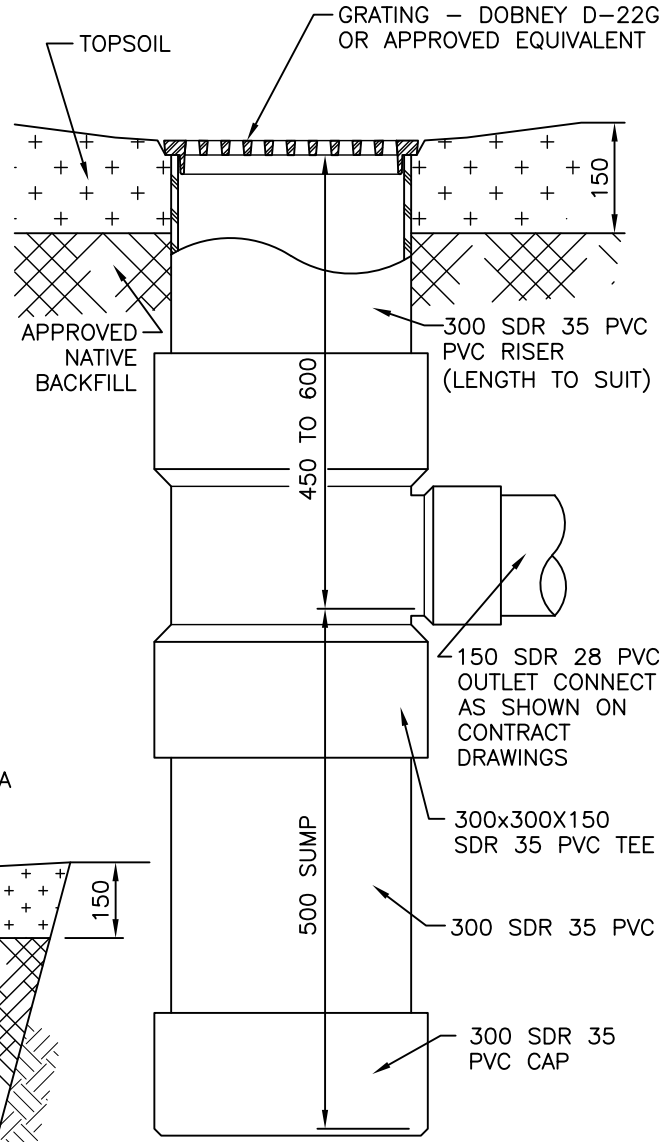 GRATING – DOBNEY D-22G
OR APPROVED EQUIVALENT
TOPSOIL
150
APPROVED
NATIVE
BACKFILL
300 SDR 35 PVC
PVC RISER
(LENGTH TO SUIT)
450 TO 600
150 SDR 28 PVC
OUTLET CONNECT
AS SHOWN ON
CONTRACT
DRAWINGS
A
300x300X150
SDR 35 PVC TEE
500 SUMP
150
300 SDR 35 PVC
300 SDR 35
PVC CAP